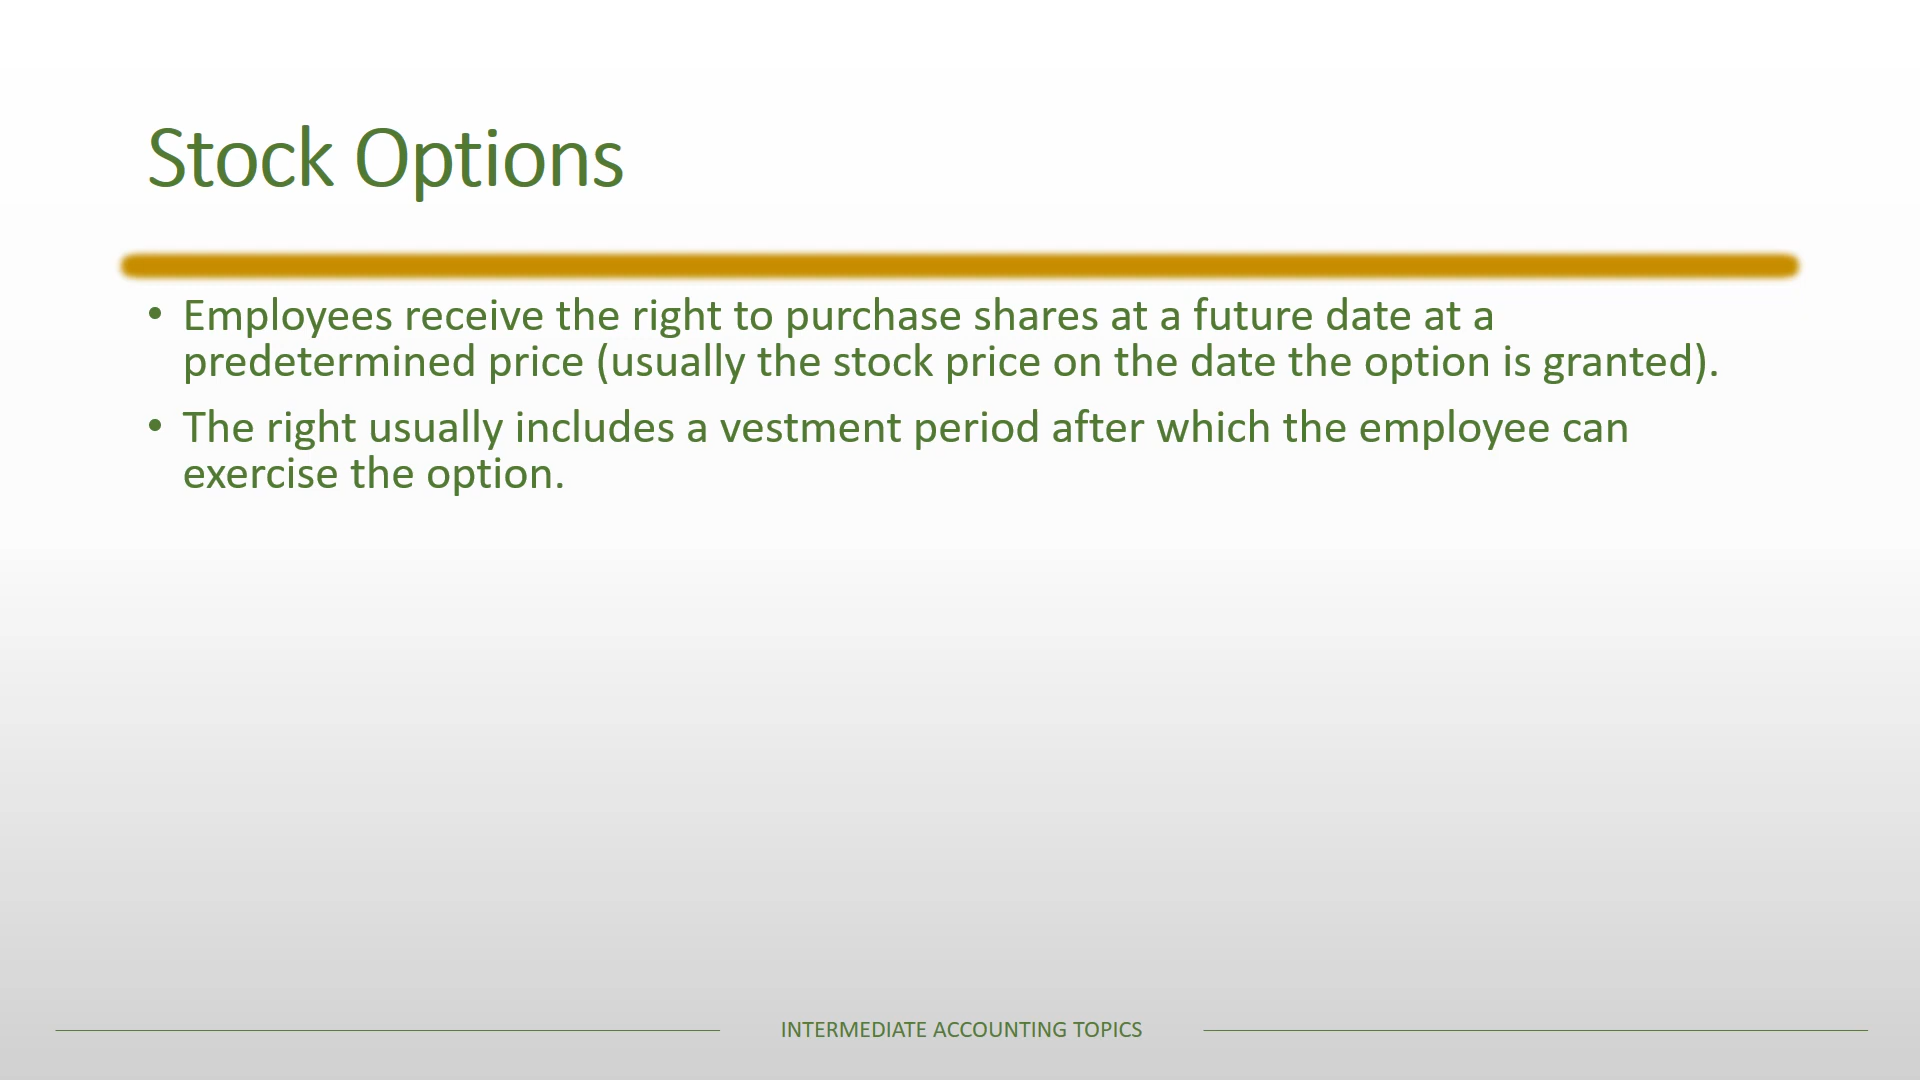 Stock Options
• Employees receive the right to purchase shares at a future date at a
predetermined price (usually the stock price on the date the option is granted).
• The right usually includes a vestment period after which the employee can
exercise the option.
INTERMEDIATE ACCOUNTING TOPICS